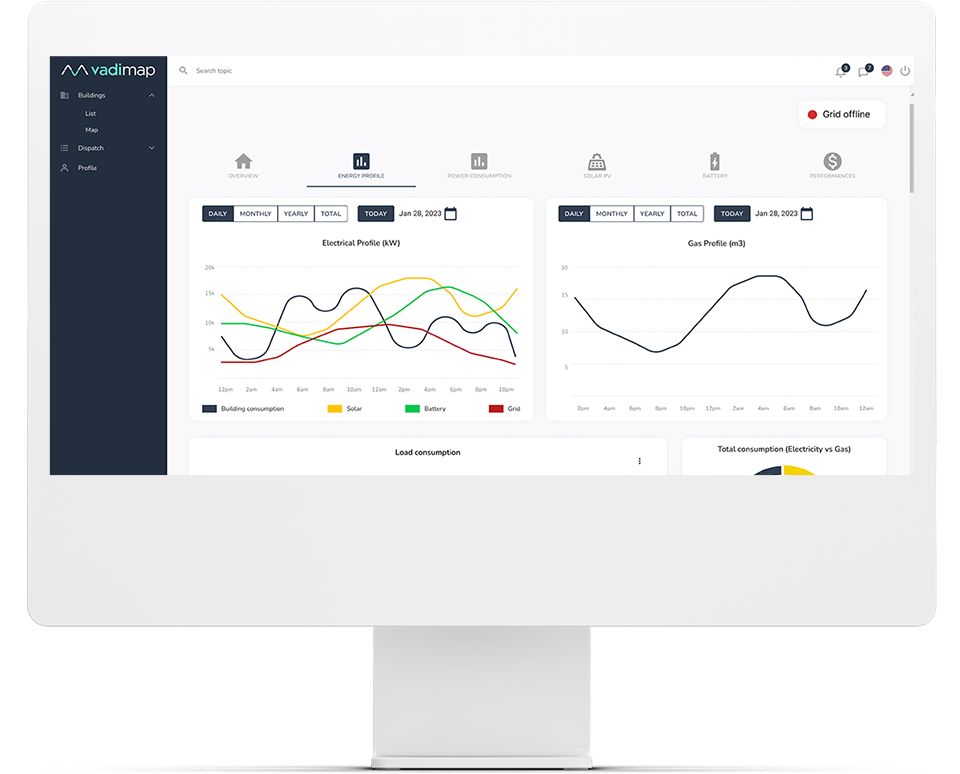 vadimap
Search topic
3
7
Buildings
List
Map
Dispatch
Profile
Grid offline
OVERVIEW
ENERGY PROFILE
POWER CONSUMPTION
SOLAR PV
BATTERY
PERFORMANCES
DAILY MONTHLY YEARLY TOTAL TODAY Jan 28, 2023
Electrical Profile (kW)
20k
15k
10k
5k
12pm 2am 4am 6am 8am 10am 12am 2pm 4pm 6pm 8pm 10pm
Building consumption Solar Battery Grid
DAILY MONTHLY YEARLY TOTAL TODAY Jan 28, 2023
Gas Profile (m3)
30
15
10
5
2pm 4pm 6pm 8pm 10pm 12pm 2am 4am 6am 8am 10am 12am
Load consumption
Total consumption (Electricity vs Gas)